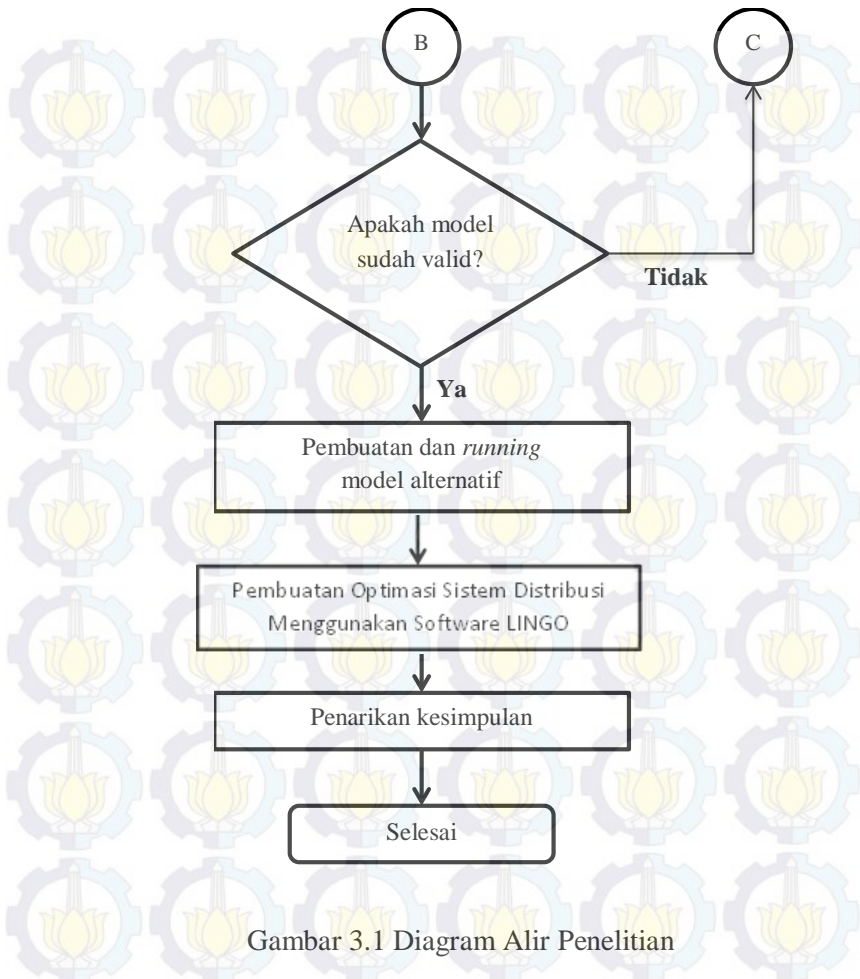 B
C
Apakah model
sudah valid?
Tidak
Ya
Pembuatan dan running
model alternatif
Pembuatan Optimasi Sistem Distribusi
Menggunakan Software LINGO
Penarikan kesimpulan
Selesai
Gambar 3.1 Diagram Alir Penelitian